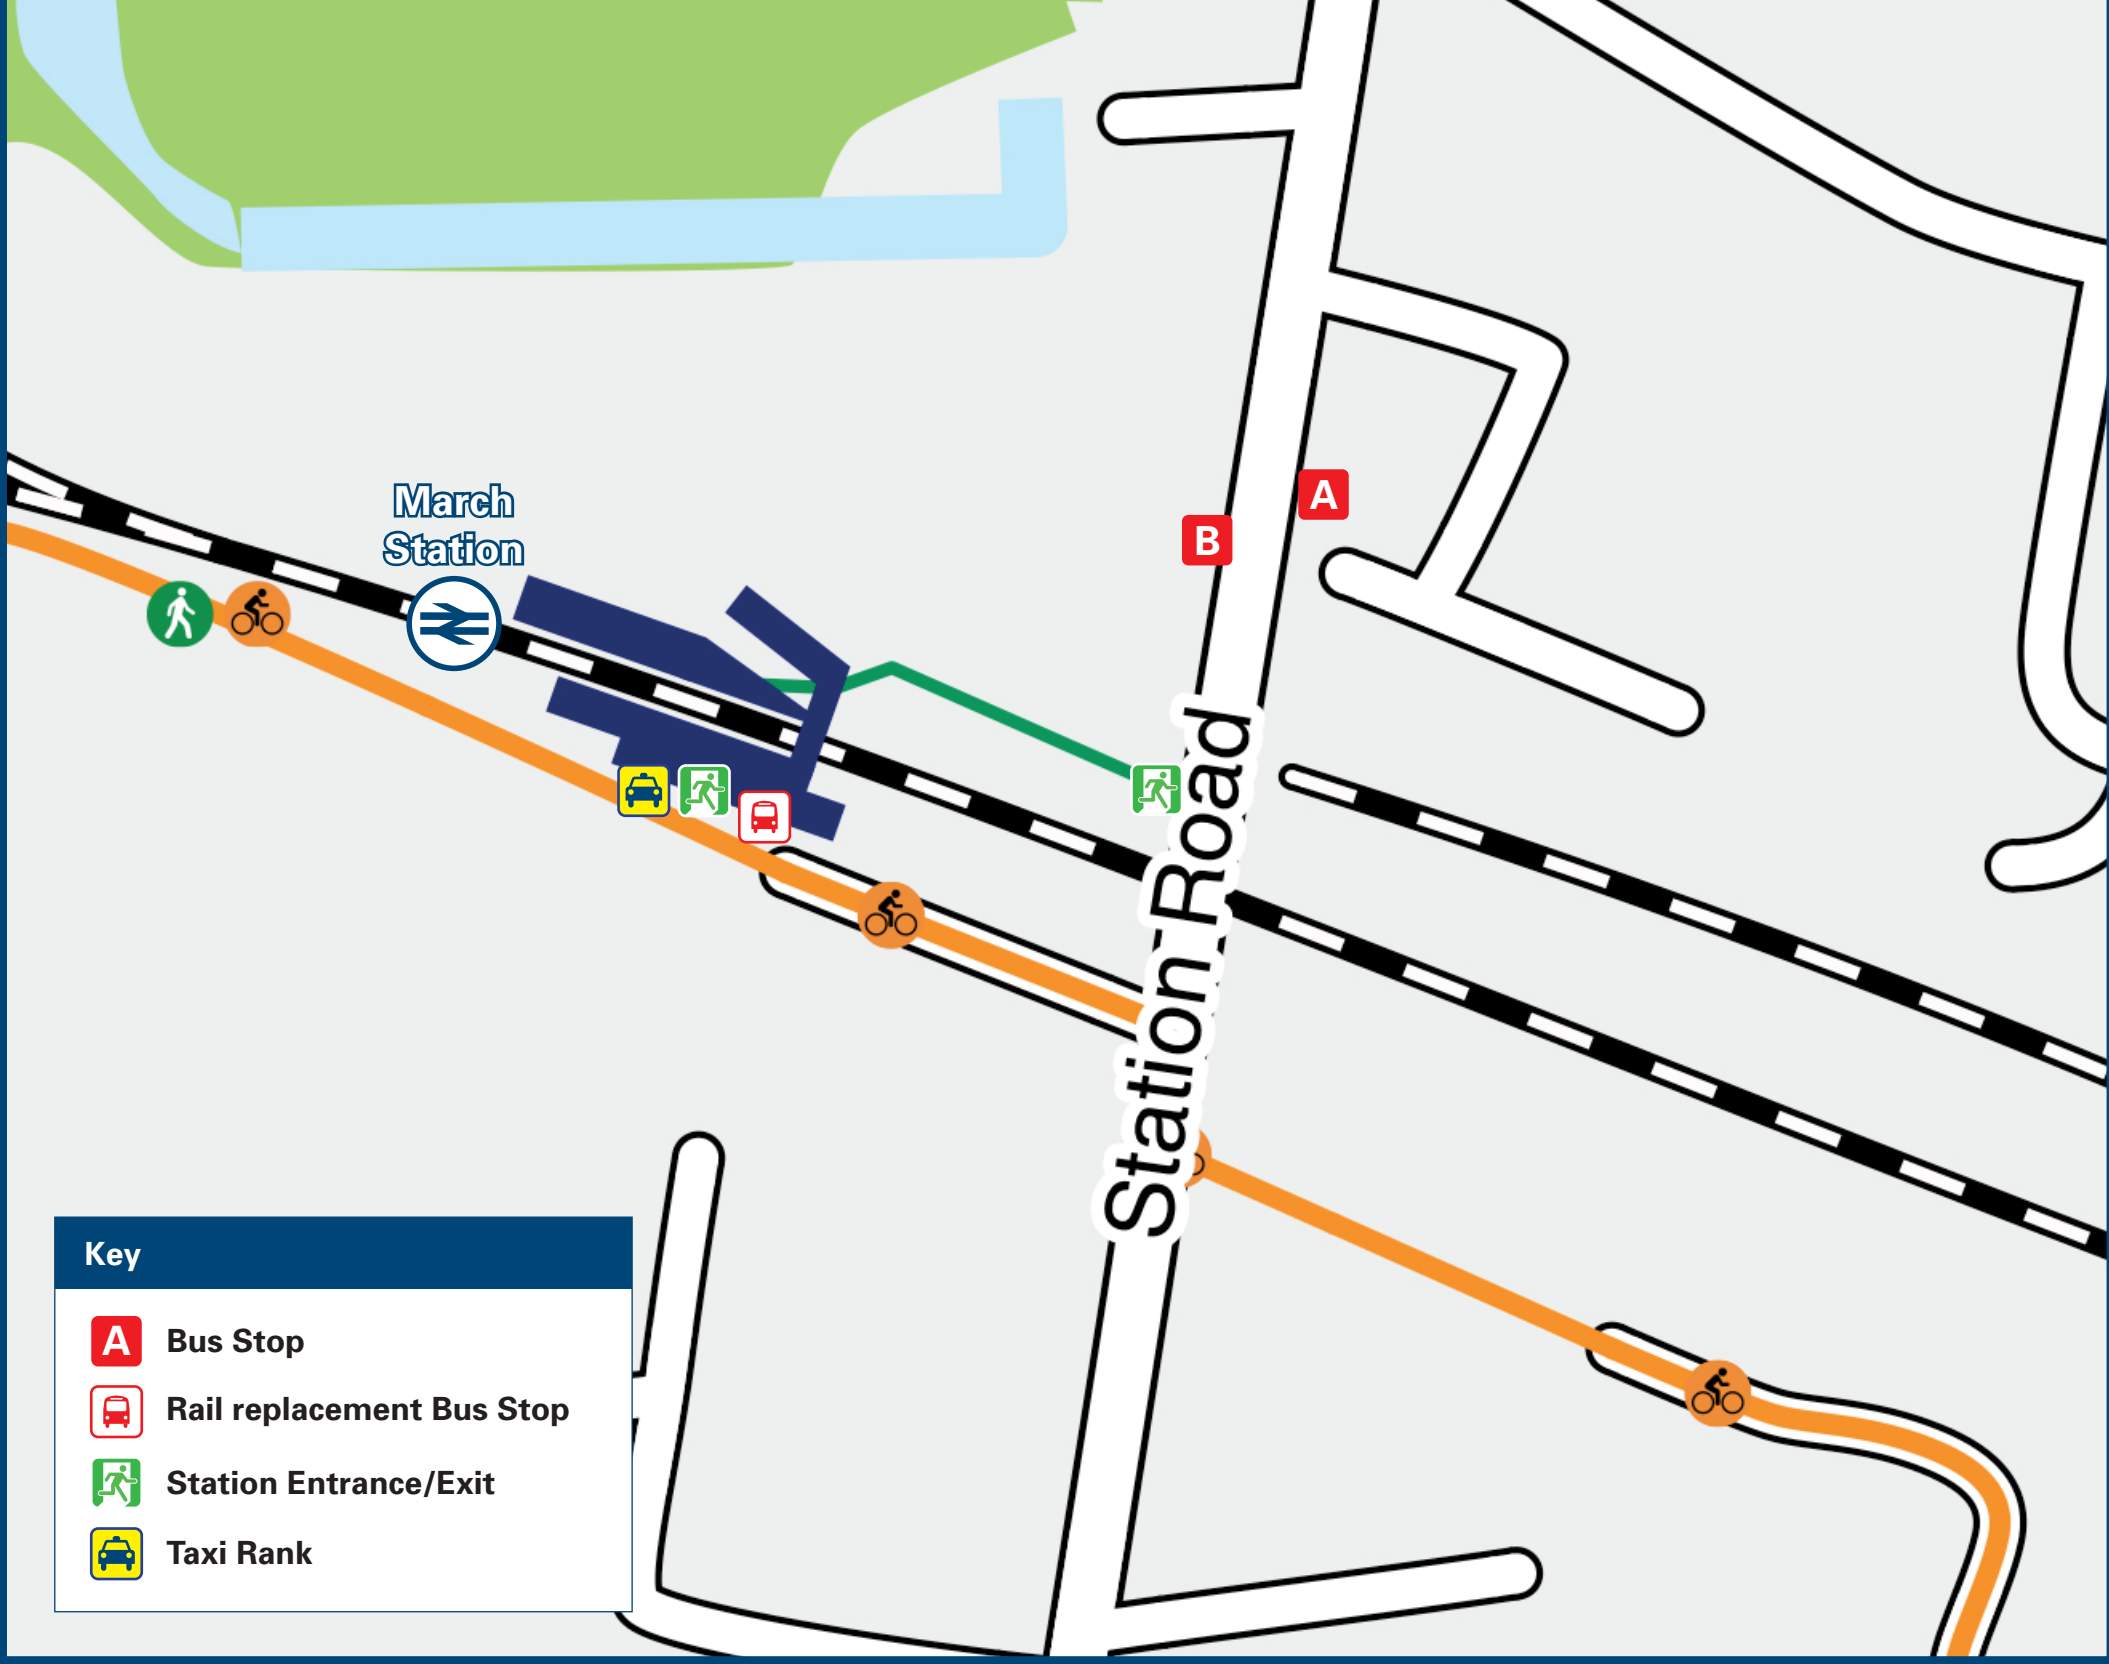 March
Station
A
B
Station Road
Key
A Bus Stop
Rail replacement Bus Stop
Station Entrance/Exit
Taxi Rank